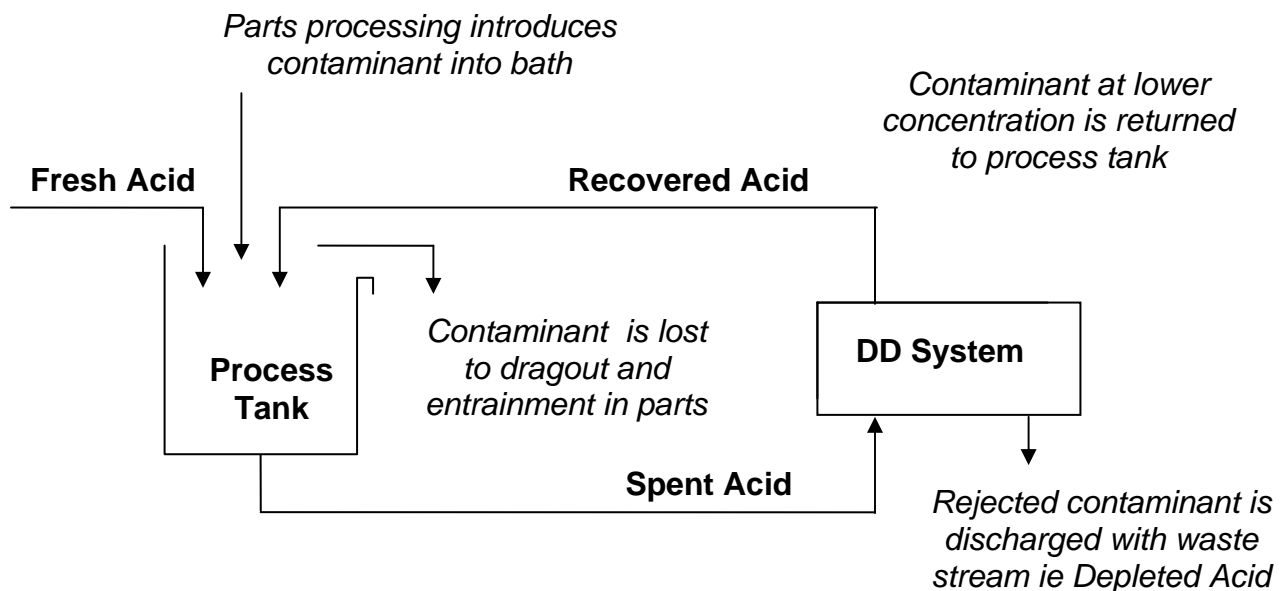 Parts processing introduces
contaminant into bath
Contaminant at lower
concentration is returned
to process tank
Fresh Acid
Recovered Acid
Contaminant is lost
to dragout and
entrainment in parts
Process
Tank
DD System
Spent Acid
Rejected contaminant is
discharged with waste
stream ie Depleted Acid